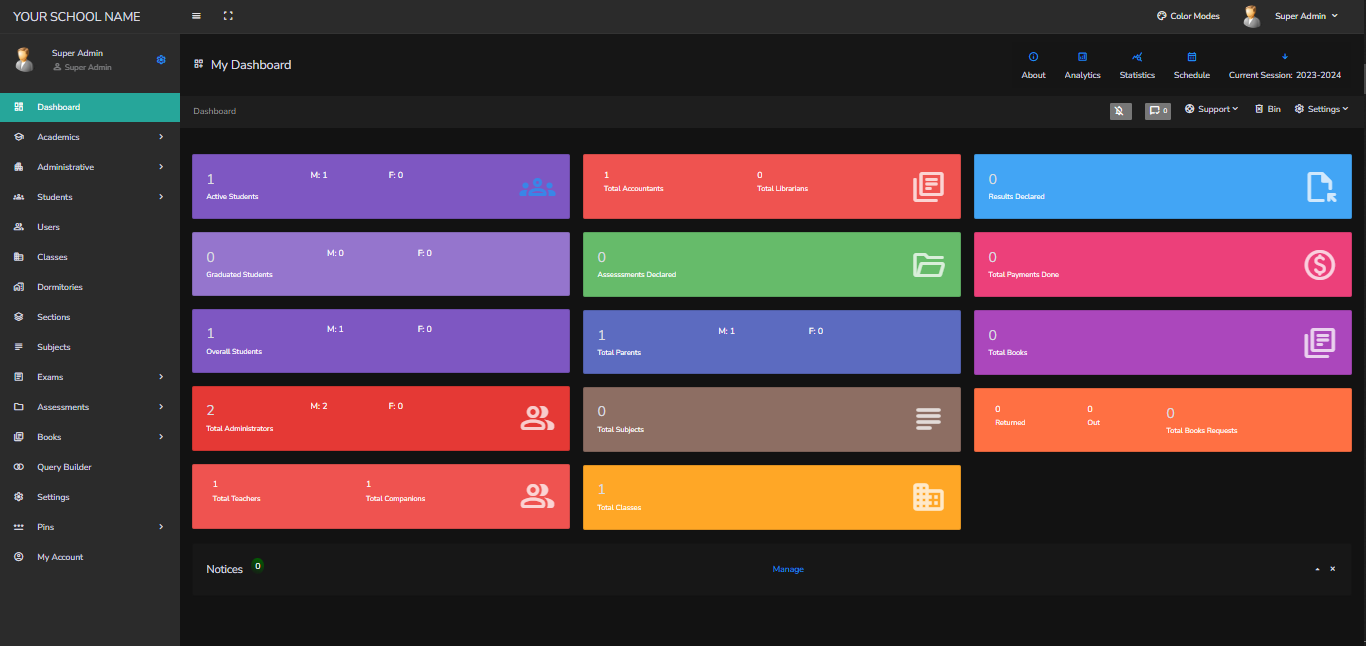 YOUR SCHOOL NAME
Color Modes
Super Admin
Super Admin
Super Admin
My Dashboard
About
Analytics
Statistics
Schedule
Current Session: 2023-2024
Dashboard
0
Support
Bin
Settings
Dashboard
Academics
Administrative
Students
Users
Classes
Dormitories
Sections
Subjects
Exams
Assessments
Books
Query Builder
Settings
Pins
My Account
1 M: 1 F: 0
Active Students
0 M: 0 F: 0
Graduated Students
1 M: 1 F: 0
Overall Students
2 M: 2 F: 0
Total Administrators
1 1
Total Teachers Total Companions
1 0
Total Accountants Total Librarians
0
Assesssments Declared
1 M: 1 F: 0
Total Parents
0
Total Subjects
1
Total Classes
0
Results Declared
0
Total Payments Done
0
Total Books
0 0 0
Returned Out Total Books Requests
Notices 0
Manage